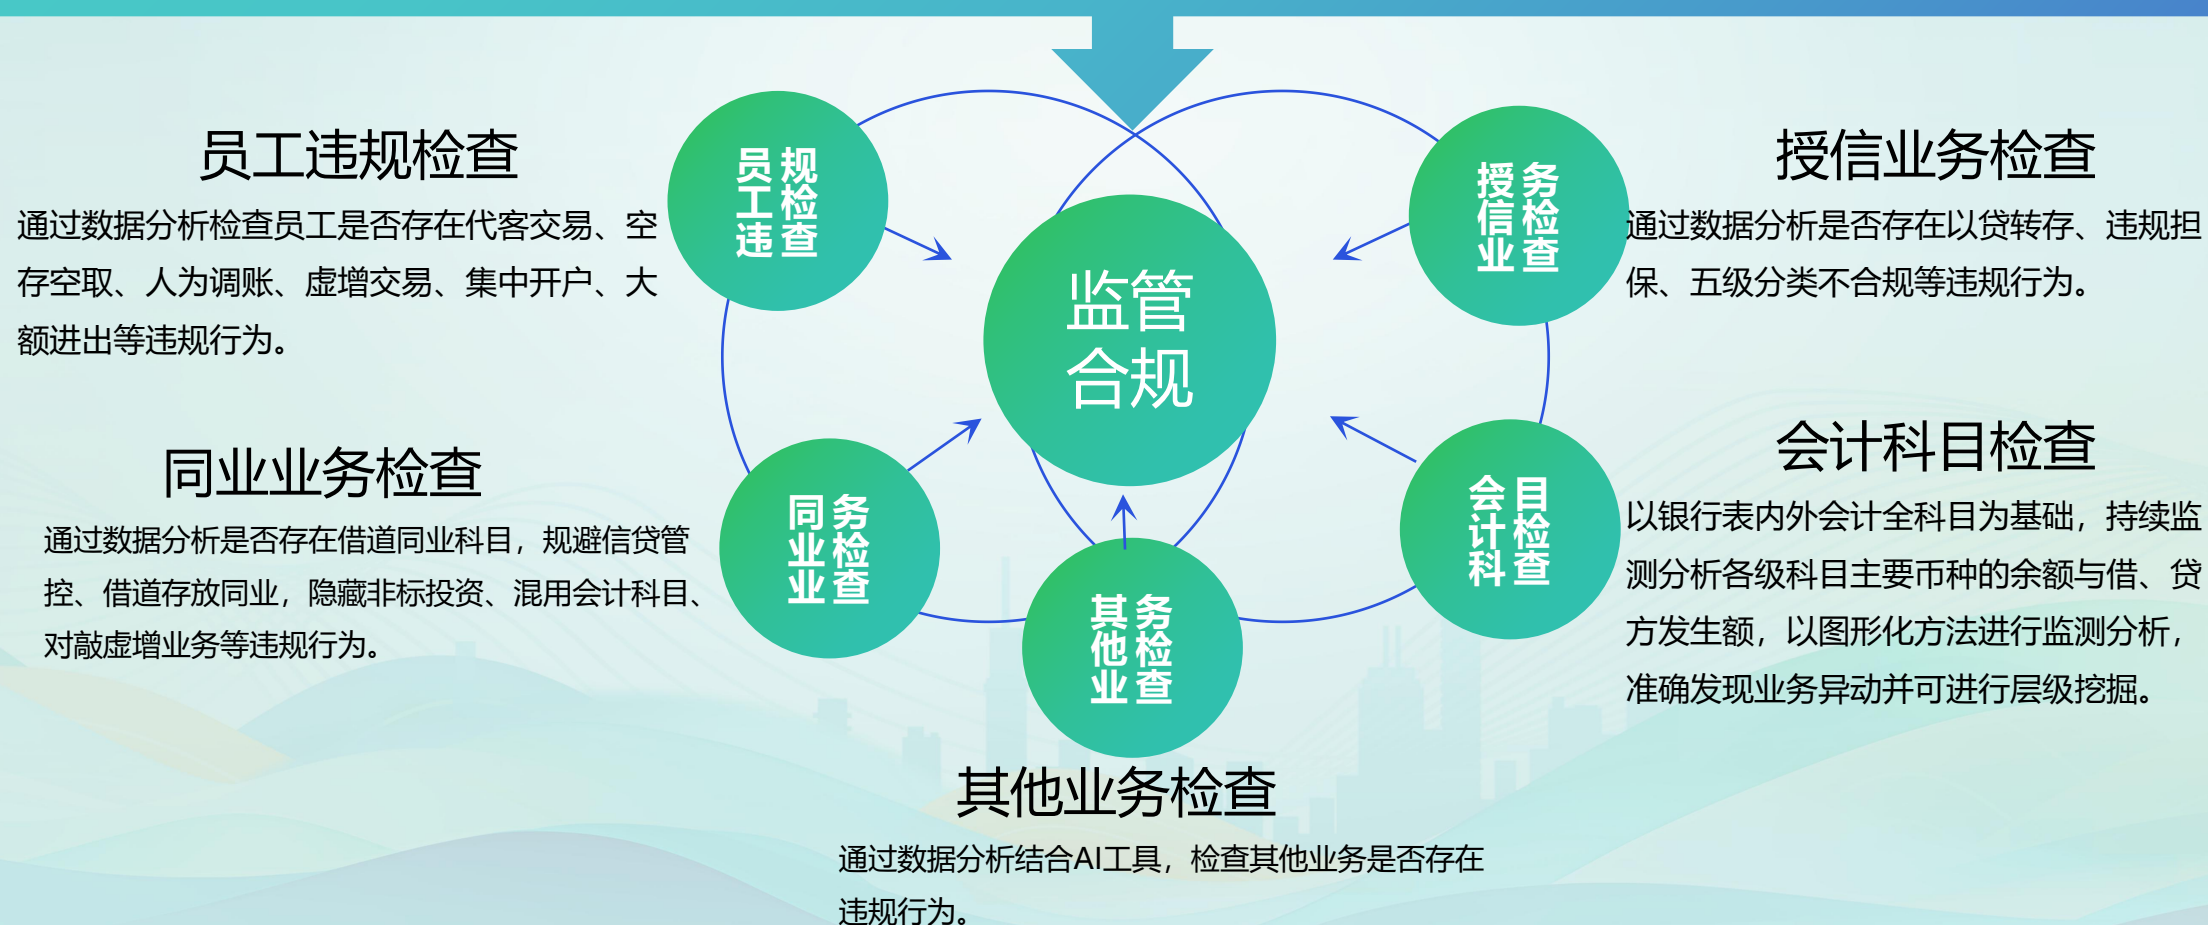 员工违规检查
通过数据分析检查员工是否存在代客交易、空
存空取、人为调账、虚增交易、集中开户、大
额进出等违规行为。
同业业务检查
通过数据分析是否存在借道同业科目，规避信贷管
控、借道存放同业，隐藏非标投资、混用会计科目、
对敲虚增业务等违规行为。
员工违
规检查
同业业
务检查
监管
合规
其他业
务检查
授信业
务检查
会计科
目检查
授信业务检查
通过数据分析是否存在以贷转存、违规担
保、五级分类不合规等违规行为。
会计科目检查
以银行表内外会计全科目为基础，持续监
测分析各级科目主要币种的余额与借、贷
方发生额，以图形化方法进行监测分析，
准确发现业务异动并可进行层级挖掘。
其他业务检查
通过数据分析结合AI工具，检查其他业务是否存在
违规行为。